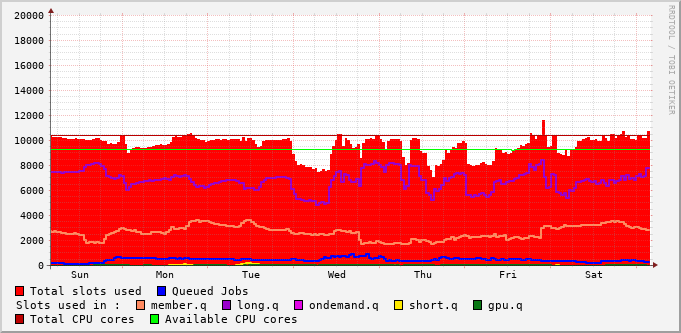 20000
18000
16000
14000
12000
10000
8000
6000
4000
2000
0
Sun Mon Tue Wed Thu Fri Sat
RRDTOOL / TOBI OETIKER
Total slots used Queued Jobs
Slots used in : member.q long.q ondemand.q short.q gpu.q
Total CPU cores Available CPU cores